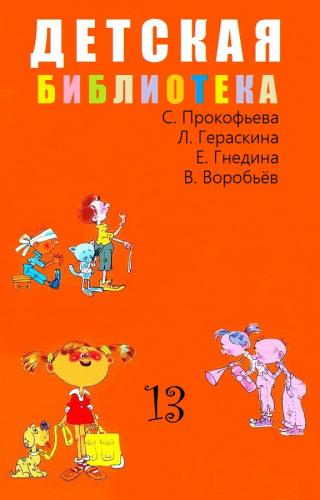 ДЕТСКАЯ
БИБЛИОТЕКА
С. Прокофьева
Л. Гераскина
Е. Гнедина
В. Воробьёв
13